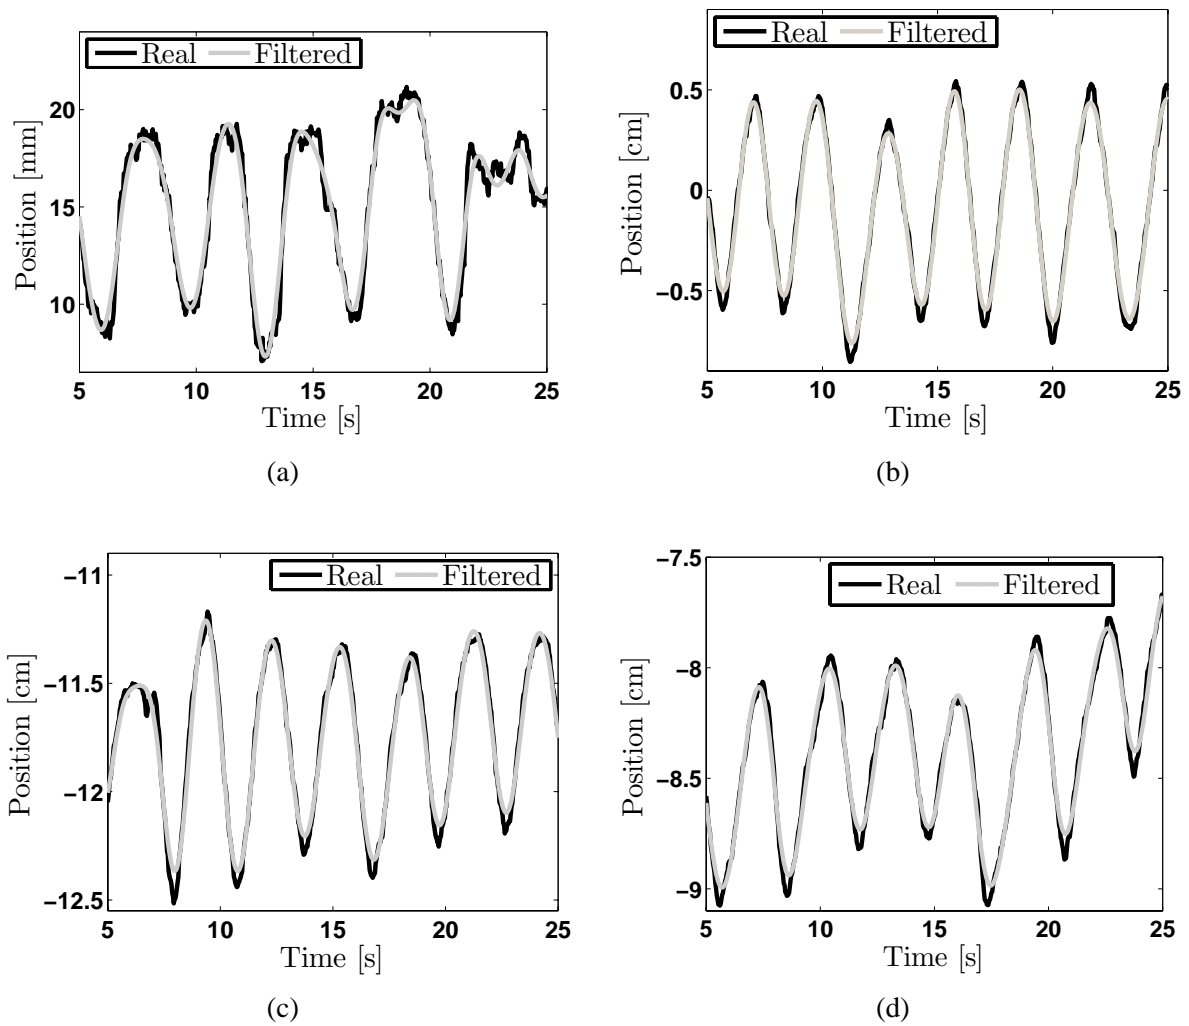 Real Filtered
20
15
10
Position [mm]
5 10 15 20 25
Time [s]
(a)
Real Filtered
0.5
0
−0.5
Position [cm]
5 10 15 20 25
Time [s]
(b)
Real Filtered
−11
−11.5
−12
−12.5
Position [cm]
5 10 15 20 25
Time [s]
(c)
−7.5
Real Filtered
−8
−8.5
−9
Position [cm]
5 10 15 20 25
Time [s]
(d)